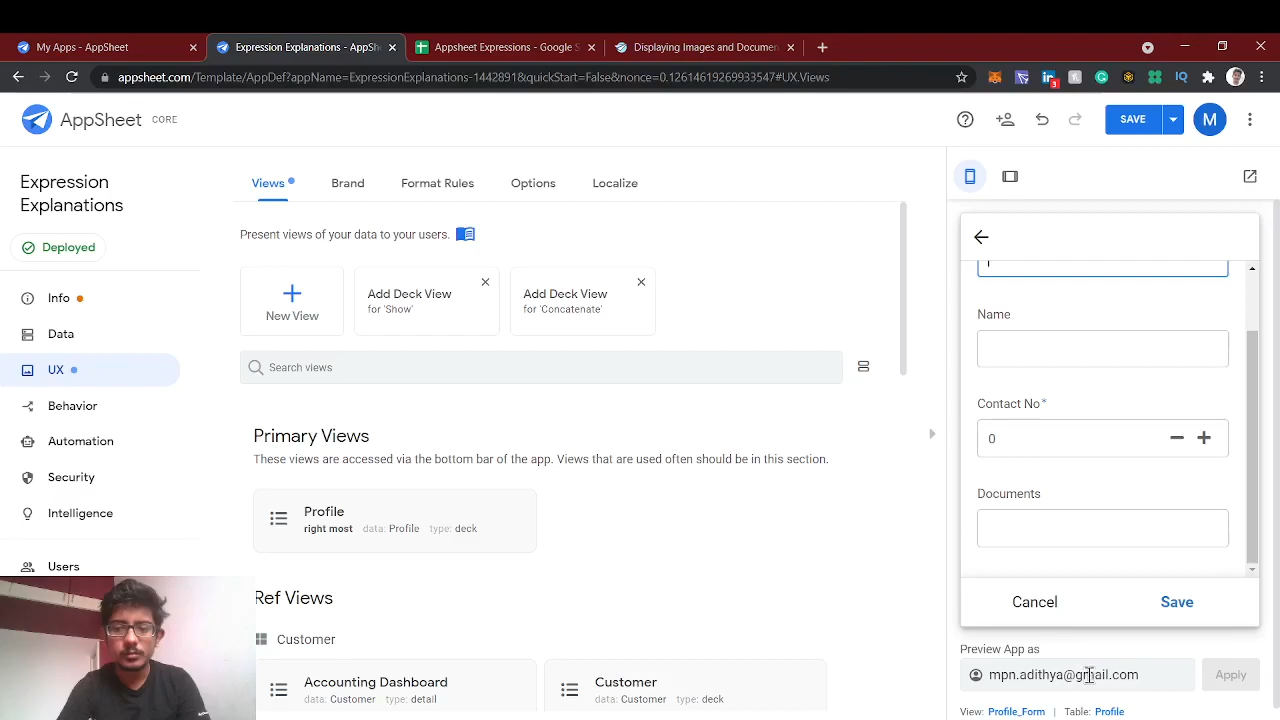 My Apps - AppSheet
Expression Explanations - AppShe
Appsheet Expressions - Google S
Displaying Images and Documen
appsheet.com/Template/AppDef?appName=ExpressionExplanations-1442891&quickStart=False&nonce=0.12614619269933547#UX.Views
IQ
3
AppSheet CORE
SAVE
M
Expression
Explanations
Deployed
Info
Data
UX
Behavior
Automation
Security
Intelligence
Users
Views
Brand
Format Rules
Options
Localize
Present views of your data to your users.
New View
Add Deck View
for 'Show'
Add Deck View
for 'Concatenate'
Search views
Primary Views
These views are accessed via the bottom bar of the app. Views that are used often should be in this section.
Profile
right most data: Profile type: deck
Ref Views
Customer
Accounting Dashboard
data: Customer type: detail
Customer
data: Customer type: deck
Name
Contact No*
0
Documents
Cancel
Save
Preview App as
mpn.adithya@gmail.com
Apply
View: Profile_Form | Table: Profile